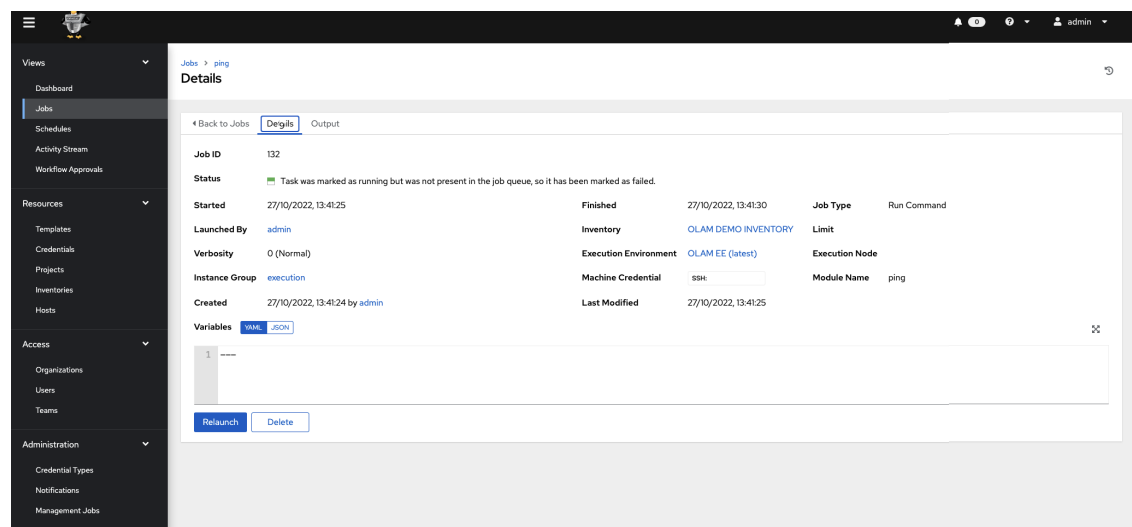 0
admin
Views
Dashboard
Jobs
Schedules
Activity Stream
Workflow Approvals
Resources
Templates
Credentials
Projects
Inventories
Hosts
Access
Organizations
Users
Teams
Administration
Credential Types
Notifications
Management Jobs
Jobs > ping
Details
Back to Jobs Details Output
Job ID 132
Status Task was marked as running but was not present in the job queue, so it has been marked as failed.
Started 27/10/2022, 13:41:25 Finished 27/10/2022, 13:41:30 Job Type Run Command
Launched By admin Inventory OLAM DEMO INVENTORY Limit
Verbosity 0 (Normal) Execution Environment OLAM EE (latest) Execution Node
Instance Group execution Machine Credential SSH: Module Name ping
Created 27/10/2022, 13:41:24 by admin Last Modified 27/10/2022, 13:41:25
Variables YAML JSON
1 ---
Relaunch Delete